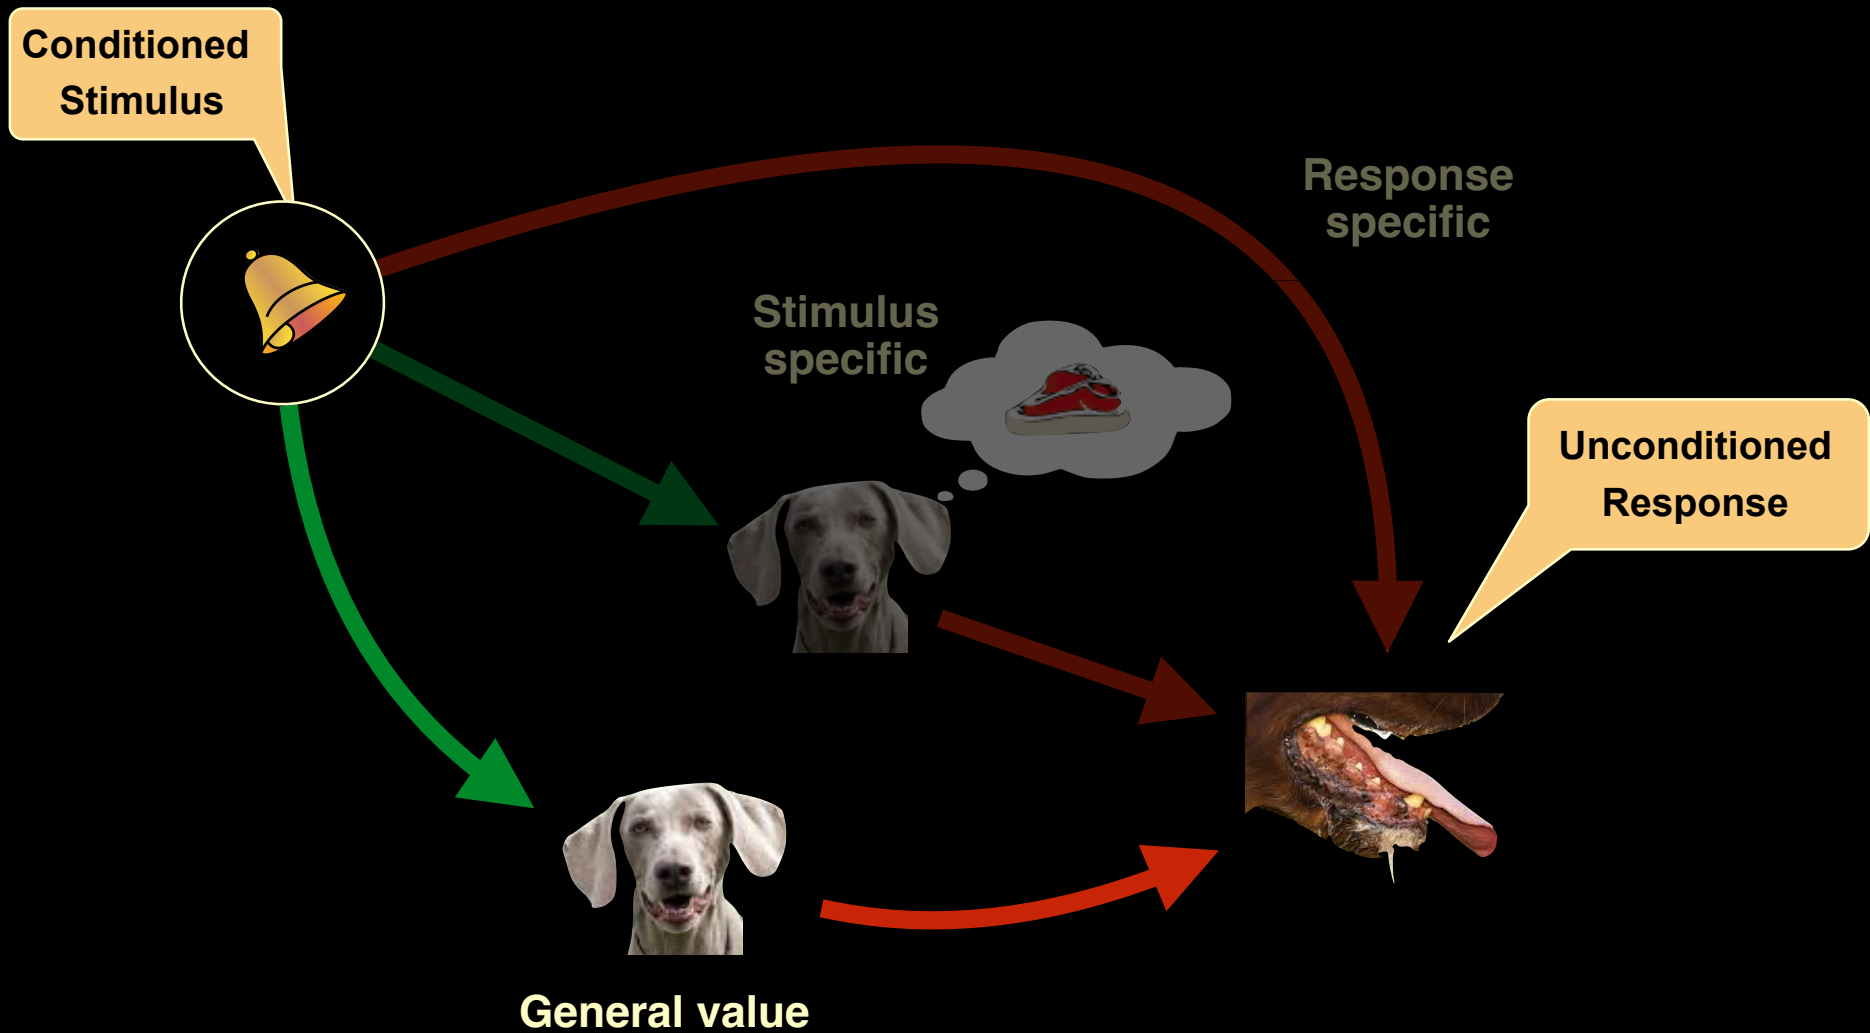 Conditioned
Stimulus
Response
specific
Stimulus
specific
Unconditioned
Response
General value